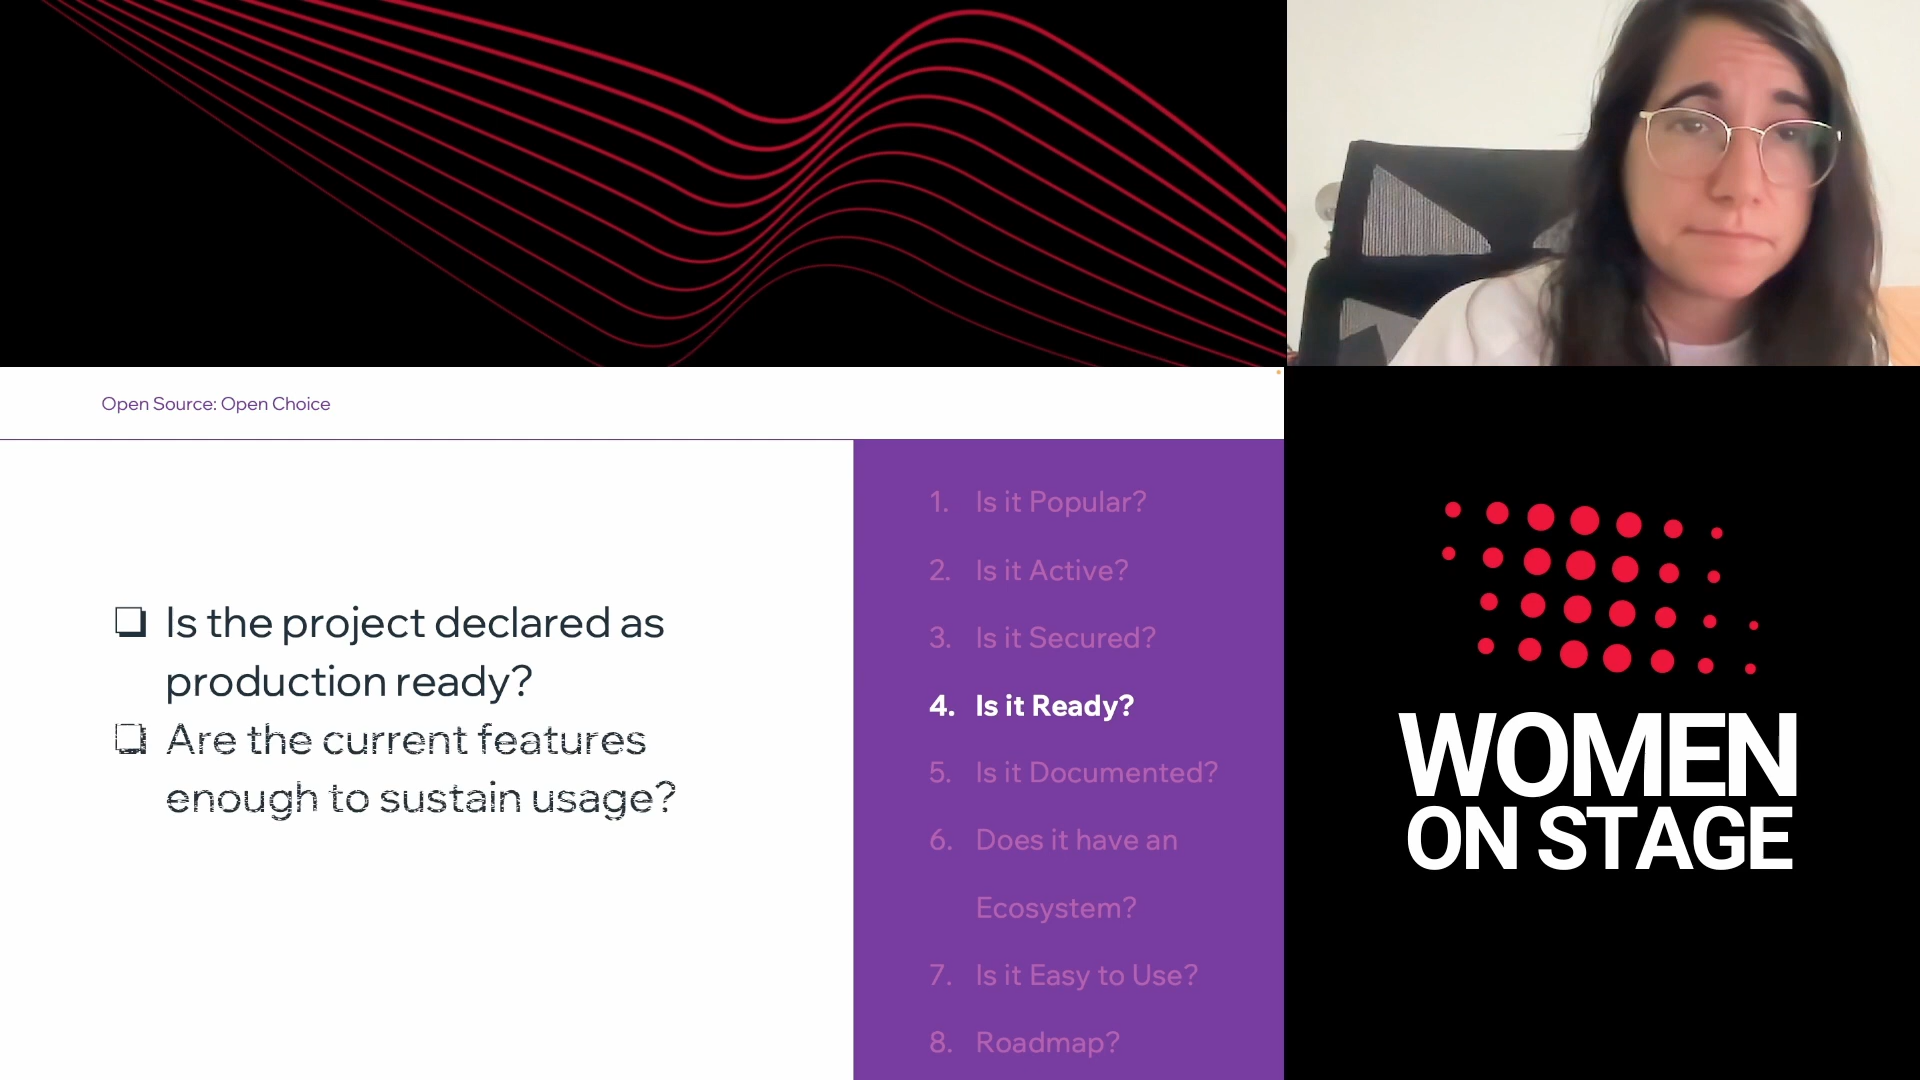 Open Source: Open Choice
❏ Is the project declared as
production ready?
❏ Are the current features
enough to sustain usage?
1. Is it Popular?
2. Is it Active?
3. Is it Secured?
4. Is it Ready?
5. Is it Documented?
6. Does it have an
Ecosystem?
7. Is it Easy to Use?
8. Roadmap?
WOMEN
ON STAGE